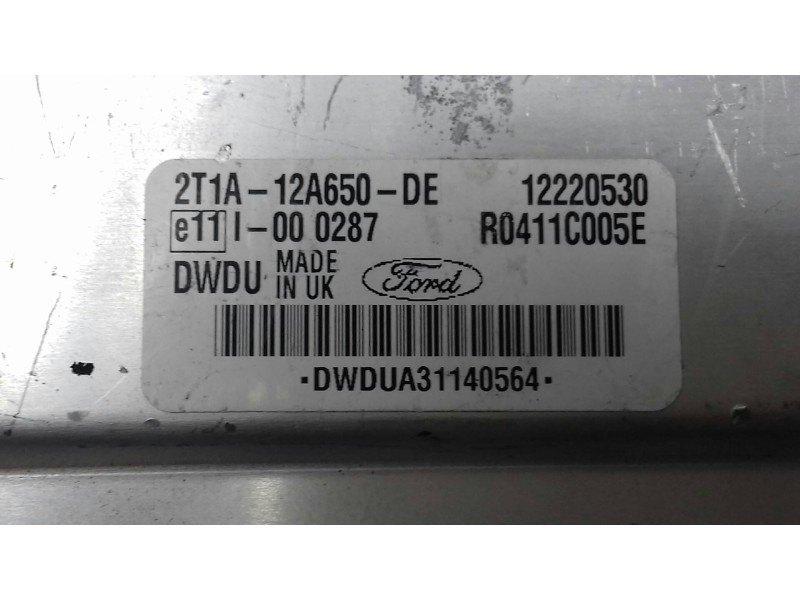 2T1A-12A650-DE 12220530
e11 I-00 0287 R0411C005E
DWDU MADE IN UK Ford
·DWDUA31140564·